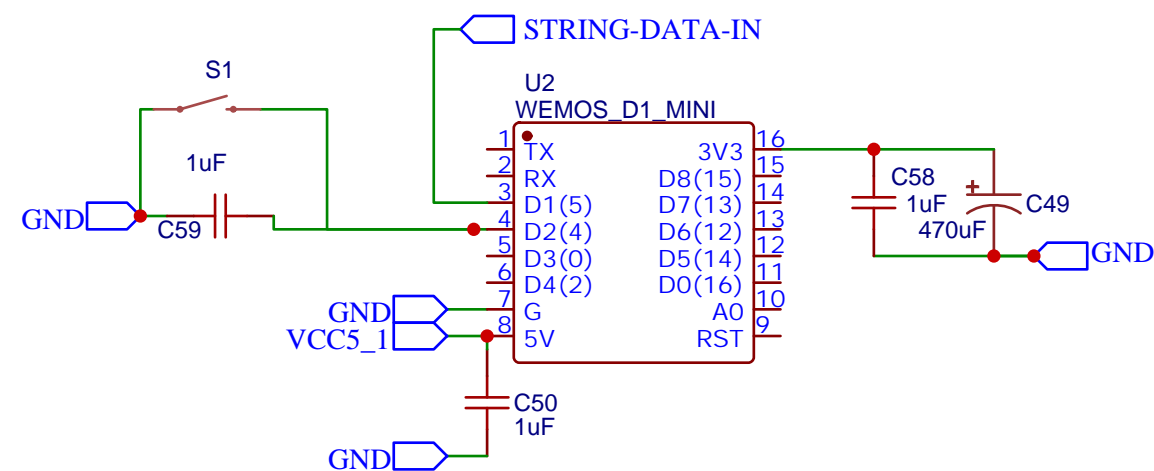 STRING-DATA-IN
S1
U2
WEMOS_D1_MINI
1uF
C59
GND
1 TX
2 RX
3 D1(5)
4 D2(4)
5 D3(0)
6 D4(2)
7 G
8 5V
3V3 16
D8(15) 15
D7(13) 14
D6(12) 13
D5(14) 12
D0(16) 11
A0 10
RST 9
C58
1uF
+
C49
470uF
GND
GND
VCC5_1
C50
1uF
GND